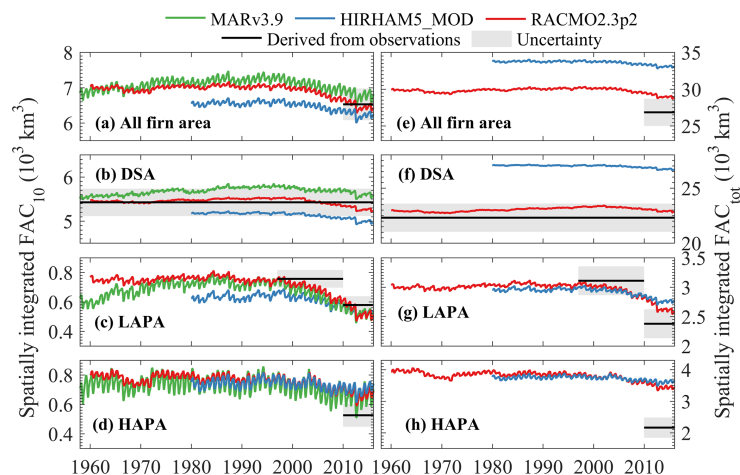 MARv3.9 HIRHAM5_MOD RACMO2.3p2
Derived from observations Uncertainty
Spatially integrated FAC10 (10³ km³)
Spatially integrated FACtot (10³ km³)
8
7
6
(a) All firn area
35
30
25
(e) All firn area
6
5
(b) DSA
25
20
(f) DSA
0.8
0.6
0.4
(c) LAPA
3.5
3
2.5
2
(g) LAPA
0.8
0.6
0.4
(d) HAPA
4
3
2
(h) HAPA
1960 1970 1980 1990 2000 2010
1960 1970 1980 1990 2000 2010